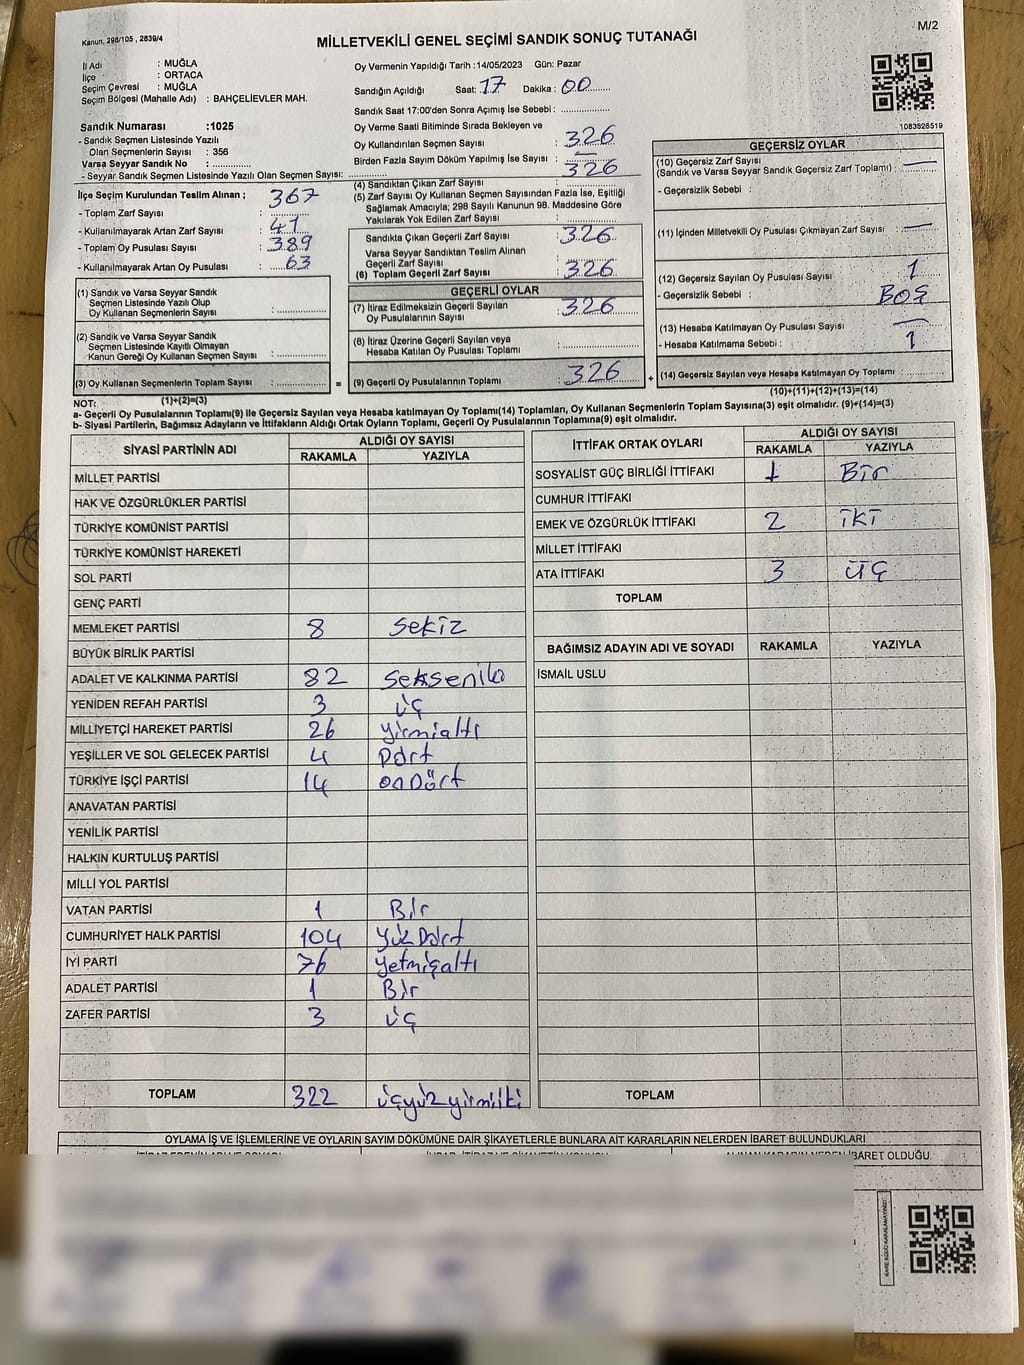 Kanun, 298/105 , 2839/4
M/2
MİLLETVEKİLİ GENEL SEÇİMİ SANDIK SONUÇ TUTANAĞI
İl Adı : MUĞLA
İlçe : ORTACA
Seçim Çevresi : MUĞLA
Seçim Bölgesi (Mahalle Adı) : BAHÇELİEVLER MAH.
Oy Vermenin Yapıldığı Tarih :14/05/2023 Gün: Pazar
Sandığın Açıldığı Saat: 17 Dakika : 00
Sandık Saat 17:00'den Sonra Açımış İse Sebebi :
1083828519
Sandık Numarası :1025
- Sandık Seçmen Listesinde Yazılı
Olan Seçmenlerin Sayısı : 356
Varsa Seyyar Sandık No :
- Seyyar Sandık Seçmen Listesinde Yazılı Olan Seçmen Sayısı:
Oy Verme Saati Bitiminde Sırada Bekleyen ve
Oy Kullandırılan Seçmen Sayısı : 326
Birden Fazla Sayım Döküm Yapılmış İse Sayısı : —
İlçe Seçim Kurulundan Teslim Alınan ;
- Toplam Zarf Sayısı : 367
- Kullanılmayarak Artan Zarf Sayısı : 41
- Toplam Oy Pusulası Sayısı : 389
- Kullanılmayarak Artan Oy Pusulası : 63
(4) Sandıktan Çıkan Zarf Sayısı : 326
(5) Zarf Sayısı Oy Kullanan Seçmen Sayısından Fazla İse, Eşitliği
Sağlamak Amacıyla; 298 Sayılı Kanunun 98. Maddesine Göre
Yakılarak Yok Edilen Zarf Sayısı :
Sandıkta Çıkan Geçerli Zarf Sayısı : 326
Varsa Seyyar Sandıktan Teslim Alınan
Geçerli Zarf Sayısı :
(6) Toplam Geçerli Zarf Sayısı : 326
GEÇERSİZ OYLAR
(10) Geçersiz Zarf Sayısı
(Sandık ve Varsa Seyyar Sandık Geçersiz Zarf Toplamı) : —
- Geçersizlik Sebebi :
(11) İçinden Milletvekili Oy Pusulası Çıkmayan Zarf Sayısı : —
(12) Geçersiz Sayılan Oy Pusulası Sayısı : 1
- Geçersizlik Sebebi : BOŞ
(13) Hesaba Katılmayan Oy Pusulası Sayısı : —
- Hesaba Katılmama Sebebi : 1
(14) Geçersiz Sayılan veya Hesaba Katılmayan Oy Toplamı :
(10)+(11)+(12)+(13)=(14)
(1) Sandık ve Varsa Seyyar Sandık
Seçmen Listesinde Yazılı Olup
Oy Kullanan Seçmenlerin Sayısı :
(2) Sandık ve Varsa Seyyar Sandık
Seçmen Listesinde Kayıtlı Olmayan
Kanun Gereği Oy Kullanan Seçmen Sayısı :
(3) Oy Kullanan Seçmenlerin Toplam Sayısı : =
(1)+(2)=(3)
GEÇERLİ OYLAR
(7) İtiraz Edilmeksizin Geçerli Sayılan
Oy Pusulalarının Sayısı : 326
(8) İtiraz Üzerine Geçerli Sayılan veya
Hesaba Katılan Oy Pusulası Toplamı :
(9) Geçerli Oy Pusulalarının Toplamı : 326 +
NOT:
a- Geçerli Oy Pusulalarının Toplamı(9) ile Geçersiz Sayılan veya Hesaba katılmayan Oy Toplamı(14) Toplamları, Oy Kullanan Seçmenlerin Toplam Sayısına(3) eşit olmalıdır. (9)+(14)=(3)
b- Siyasi Partilerin, Bağımsız Adayların ve İttifakların Aldığı Ortak Oyların Toplamı, Geçerli Oy Pusulalarının Toplamına(9) eşit olmalıdır.
SİYASİ PARTİNİN ADI ALDIĞI OY SAYISI
RAKAMLA YAZIYLA
MİLLET PARTİSİ
HAK VE ÖZGÜRLÜKLER PARTİSİ
TÜRKİYE KOMÜNİST PARTİSİ
TÜRKİYE KOMÜNİST HAREKETİ
SOL PARTİ
GENÇ PARTİ
MEMLEKET PARTİSİ 8 sekiz
BÜYÜK BİRLİK PARTİSİ
ADALET VE KALKINMA PARTİSİ 82 sekseniki
YENİDEN REFAH PARTİSİ 3 üç
MİLLİYETÇİ HAREKET PARTİSİ 26 yirmialtı
YEŞİLLER VE SOL GELECEK PARTİSİ 4 Dört
TÜRKİYE İŞÇİ PARTİSİ 14 onDört
ANAVATAN PARTİSİ
YENİLİK PARTİSİ
HALKIN KURTULUŞ PARTİSİ
MİLLİ YOL PARTİSİ
VATAN PARTİSİ 1 Bir
CUMHURİYET HALK PARTİSİ 104 YüzDört
İYİ PARTİ 76 yetmişaltı
ADALET PARTİSİ 1 Bir
ZAFER PARTİSİ 3 üç
TOPLAM 322 üçyüzyirmiiki
İTTİFAK ORTAK OYLARI ALDIĞI OY SAYISI
RAKAMLA YAZIYLA
SOSYALİST GÜÇ BİRLİĞİ İTTİFAKI 1 Bir
CUMHUR İTTİFAKI
EMEK VE ÖZGÜRLÜK İTTİFAKI 2 iki
MİLLET İTTİFAKI
ATA İTTİFAKI 3 üç
TOPLAM
BAĞIMSIZ ADAYIN ADI VE SOYADI RAKAMLA YAZIYLA
İSMAİL USLU
TOPLAM
OYLAMA İŞ VE İŞLEMLERİNE VE OYLARIN SAYIM DÖKÜMÜNE DAİR ŞİKAYETLERLE BUNLARA AİT KARARLARIN NELERDEN İBARET BULUNDUKLARI
İBARET OLDUĞU.